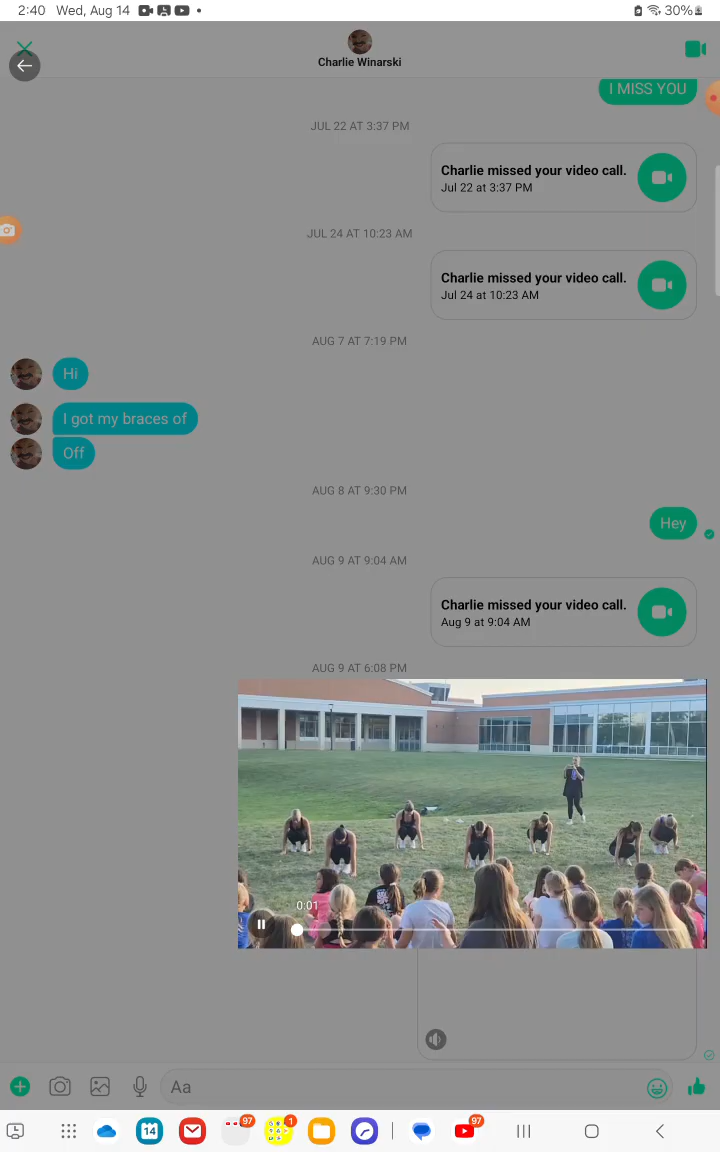 2:40 Wed, Aug 14
30%
Charlie Winarski
I MISS YOU
JUL 22 AT 3:37 PM
Charlie missed your video call.
Jul 22 at 3:37 PM
JUL 24 AT 10:23 AM
Charlie missed your video call.
Jul 24 at 10:23 AM
AUG 7 AT 7:19 PM
Hi
I got my braces of
Off
AUG 8 AT 9:30 PM
Hey
AUG 9 AT 9:04 AM
Charlie missed your video call.
Aug 9 at 9:04 AM
AUG 9 AT 6:08 PM
0:01
Aa
14
97
1
97